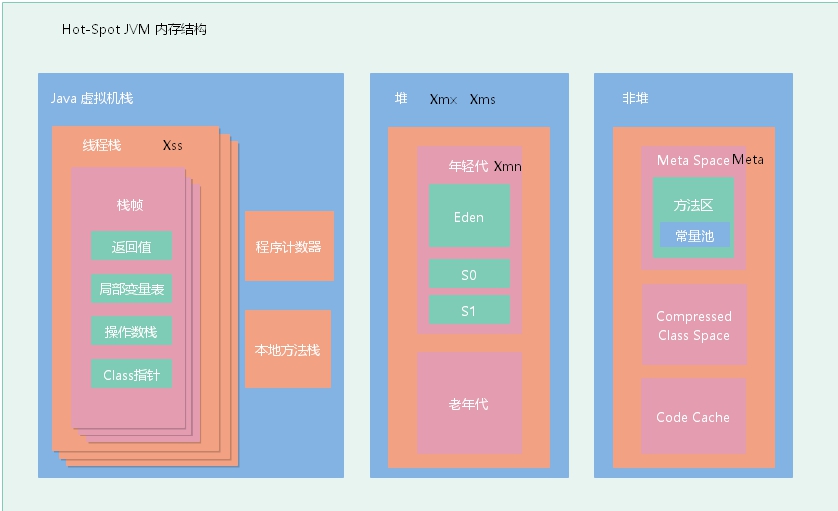 Hot-Spot JVM 内存结构
Java 虚拟机栈
线程栈 Xss
栈帧
返回值
局部变量表
操作数栈
Class指针
程序计数器
本地方法栈
堆 Xmx Xms
年轻代 Xmn
Eden
S0
S1
老年代
非堆
Meta Space Meta
方法区
常量池
Compressed
Class Space
Code Cache